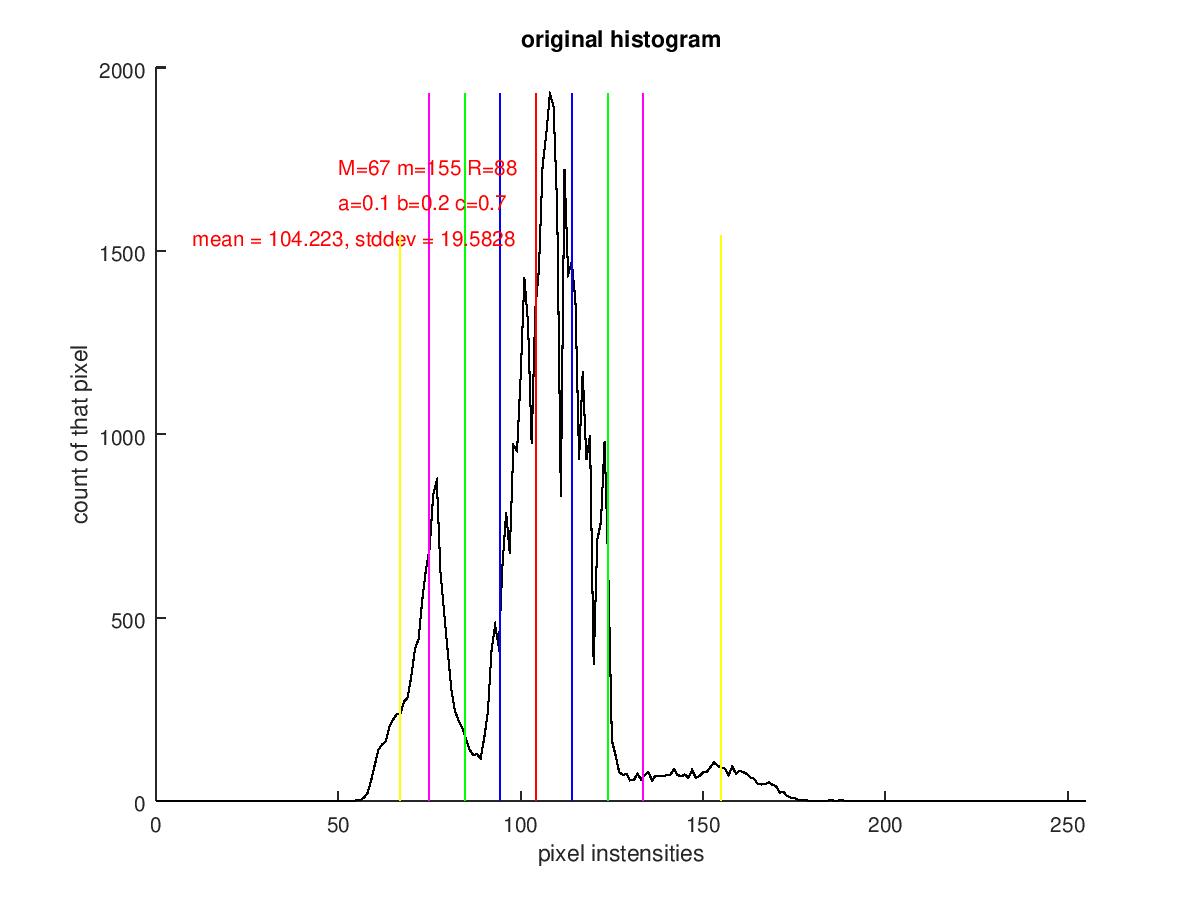 original histogram
2000
M=67 m=155 R=88
a=0.1 b=0.2 c=0.7
mean = 104.223, stddev = 19.5828
1500
1000
500
0
count of that pixel
0 50 100 150 200 250
pixel instensities